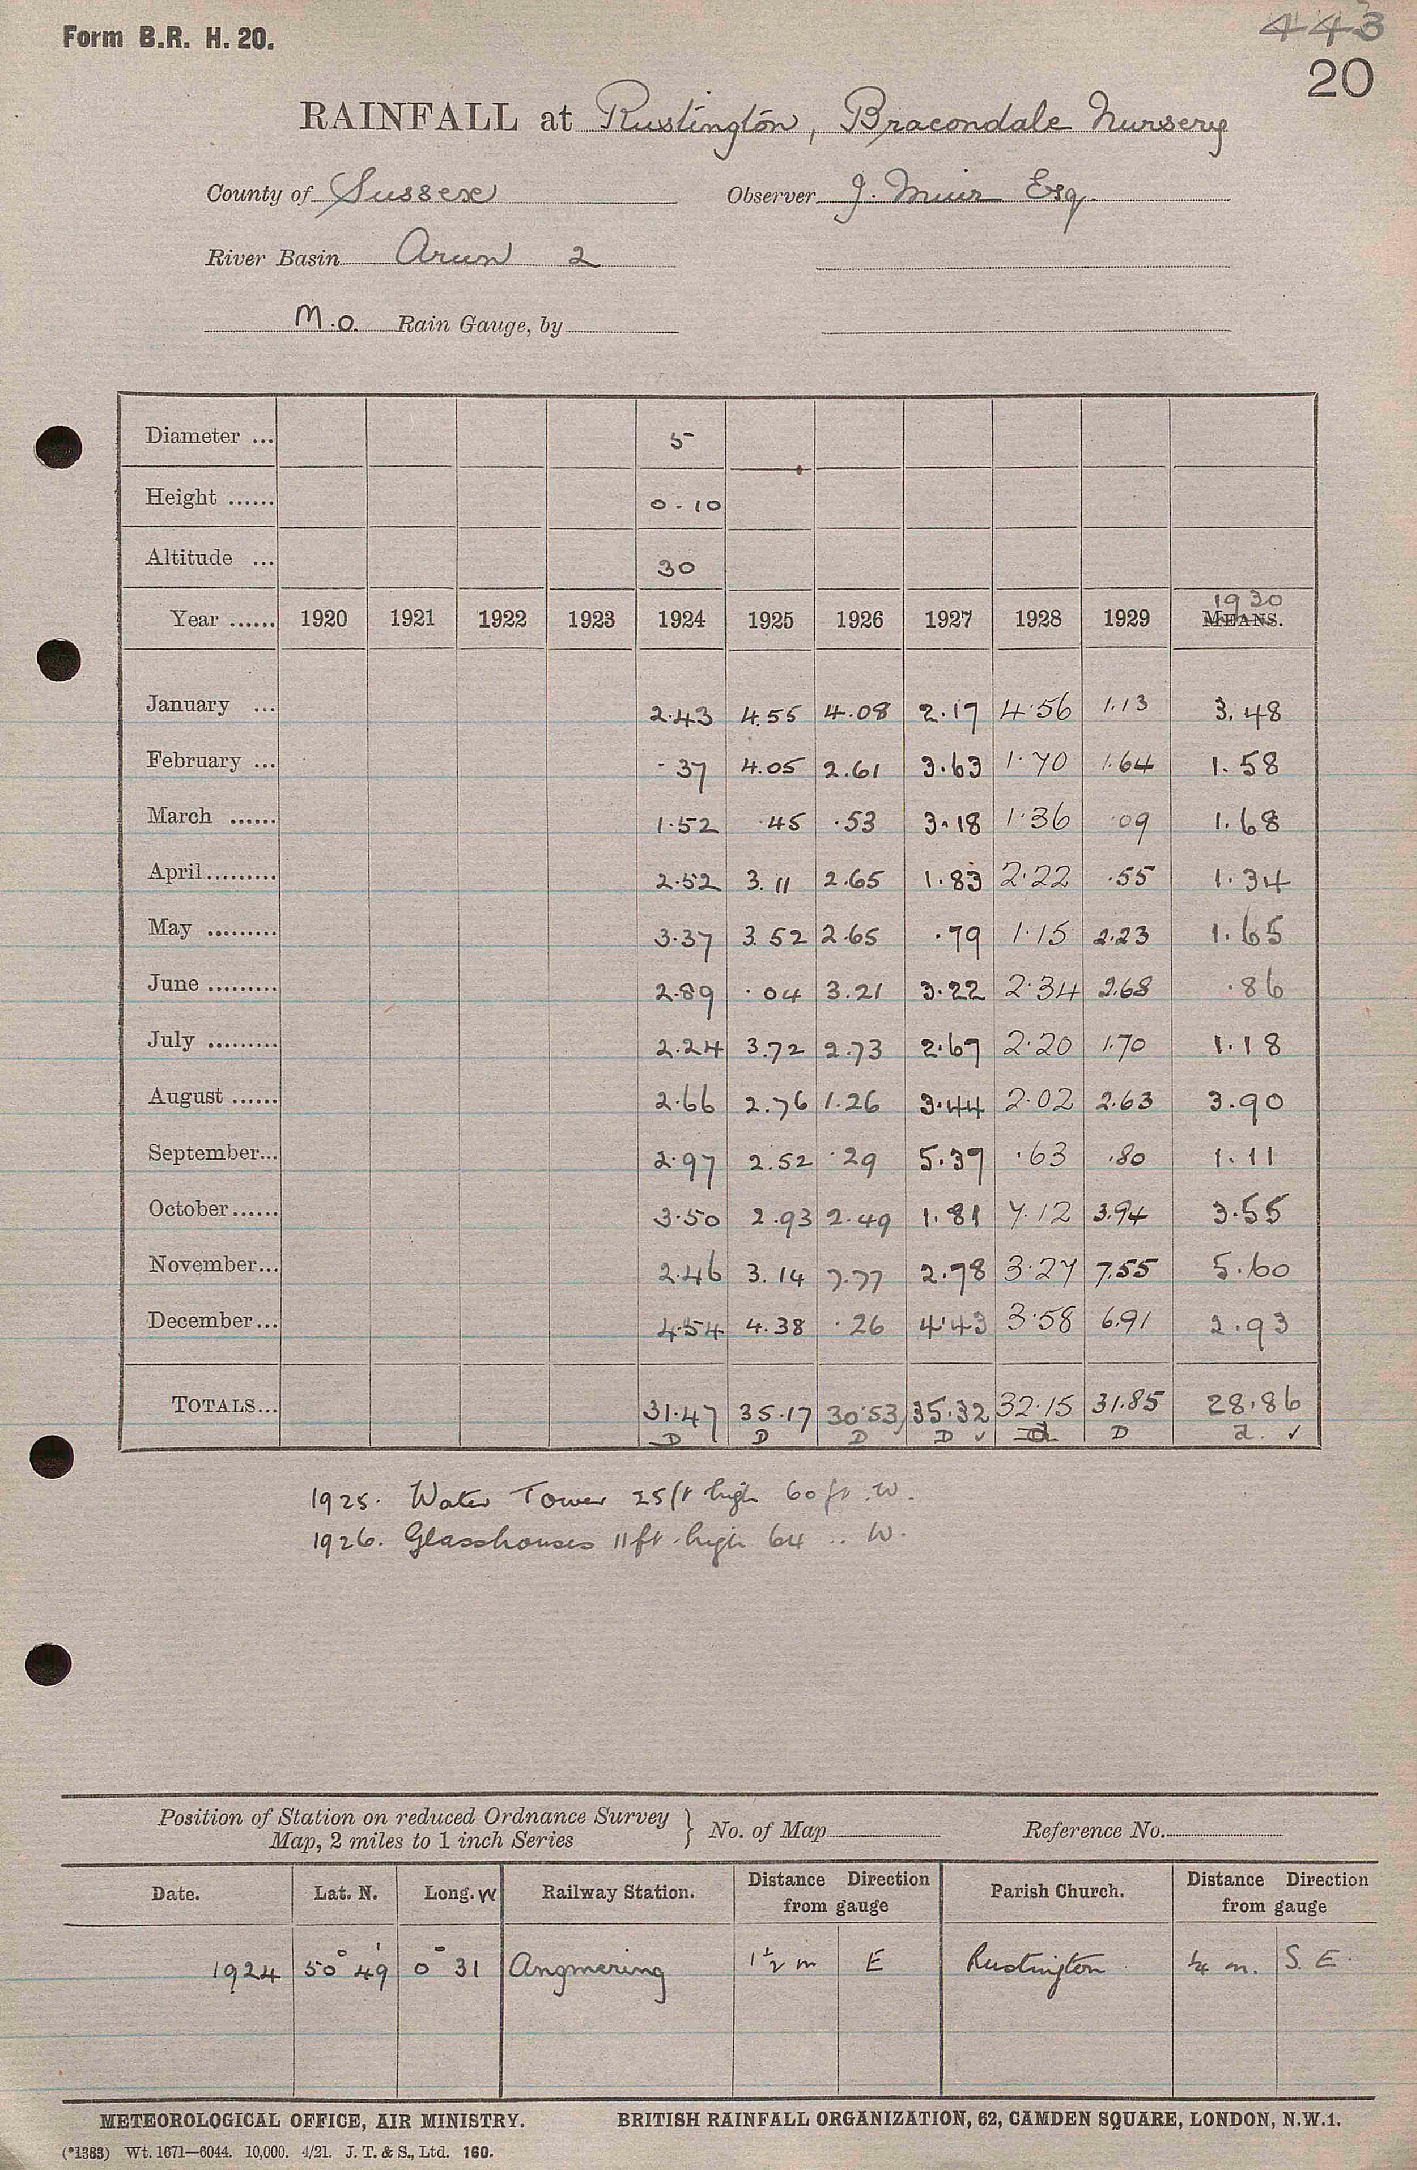 Form B.R. H. 20.
443
20
RAINFALL at Rustington, Bracondale Nursery
County of Sussex Observer J. Muir Esq.
River Basin Arun 2
M.O. Rain Gauge, by
Diameter ... 5
Height ...... 0-10
Altitude ... 30
1930
Year ...... 1920 1921 1922 1923 1924 1925 1926 1927 1928 1929 MEANS.
January ... 2.43 4.55 4.08 2.17 4.56 1.13 3.48
February ... .37 4.05 2.61 3.63 1.70 1.64 1.58
March ...... 1.52 .45 .53 3.18 1.36 .09 1.68
April......... 2.52 3.11 2.65 1.83 2.22 .55 1.34
May ......... 3.37 3.52 2.65 .79 1.15 2.23 1.65
June ......... 2.89 .04 3.21 3.22 2.34 2.68 .86
July ......... 2.24 3.72 2.73 2.67 2.20 1.70 1.18
August ...... 2.66 2.76 1.26 3.44 2.02 2.63 3.90
September... 2.97 2.52 .29 5.37 .63 .80 1.11
October...... 3.50 2.93 2.49 1.81 7.12 3.94 3.55
November... 2.46 3.14 7.77 2.78 3.27 7.55 5.60
December... 4.54 4.38 .26 4.43 3.58 6.91 2.93
TOTALS... 31.47 35.17 30.53 35.32 32.15 31.85 28.86
D D D D ✓ d D d. ✓
1925. Water Tower 25ft high 60 ft .W.
1926. Glasshouses 11ft. high 64 .. W.
Position of Station on reduced Ordnance Survey
Map, 2 miles to 1 inch Series } No. of Map Reference No.
Date. Lat. N. Long. W Railway Station. Distance Direction from gauge Parish Church. Distance Direction from gauge
1924 50° 49' 0° 31 Angmering 1½ m E Rustington ¼ m. S. E.
METEOROLOGICAL OFFICE, AIR MINISTRY. BRITISH RAINFALL ORGANIZATION, 62, CAMDEN SQUARE, LONDON, N.W.1.
(*1383) Wt. 1671—6044. 10,000. 4/21. J. T. & S., Ltd. 160.